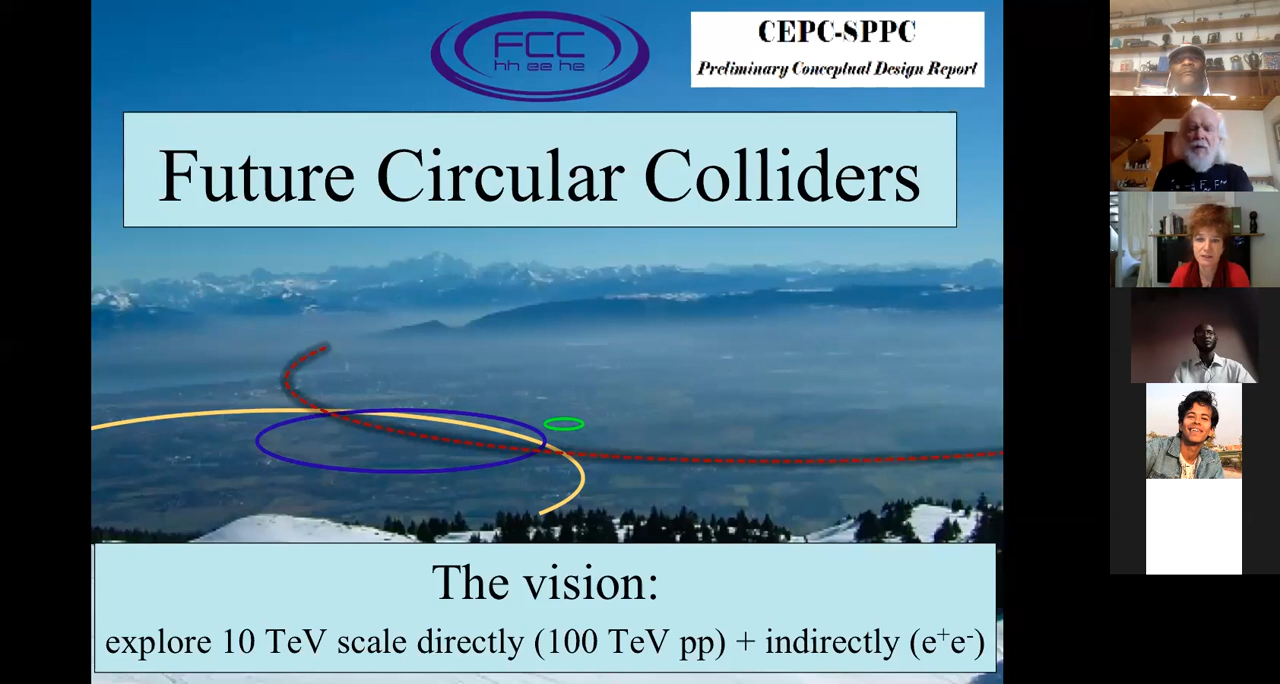 FCC
hh ee he
CEPC-SPPC
Preliminary Conceptual Design Report
Future Circular Colliders
The vision:
explore 10 TeV scale directly (100 TeV pp) + indirectly (e⁺e⁻)